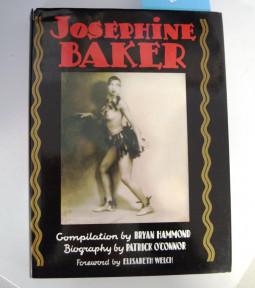 JOSEPHINE
BAKER
Compilation by BRYAN HAMMOND
Biography by PATRICK O'CONNOR
Foreword by ELISABETH WELCH